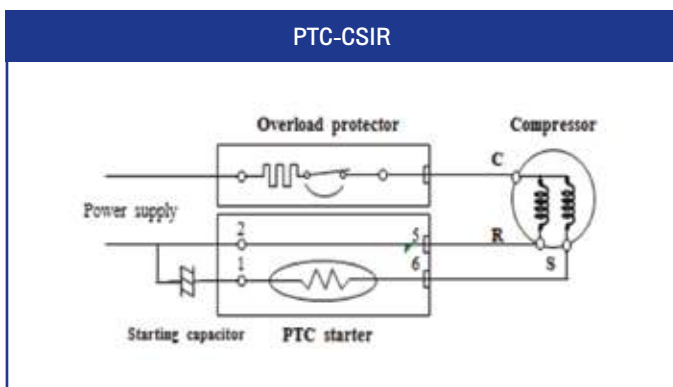 PTC-CSIR
Overload protector
Compressor
C
Power supply
2
5
R
1
6
S
Starting capacitor
PTC starter